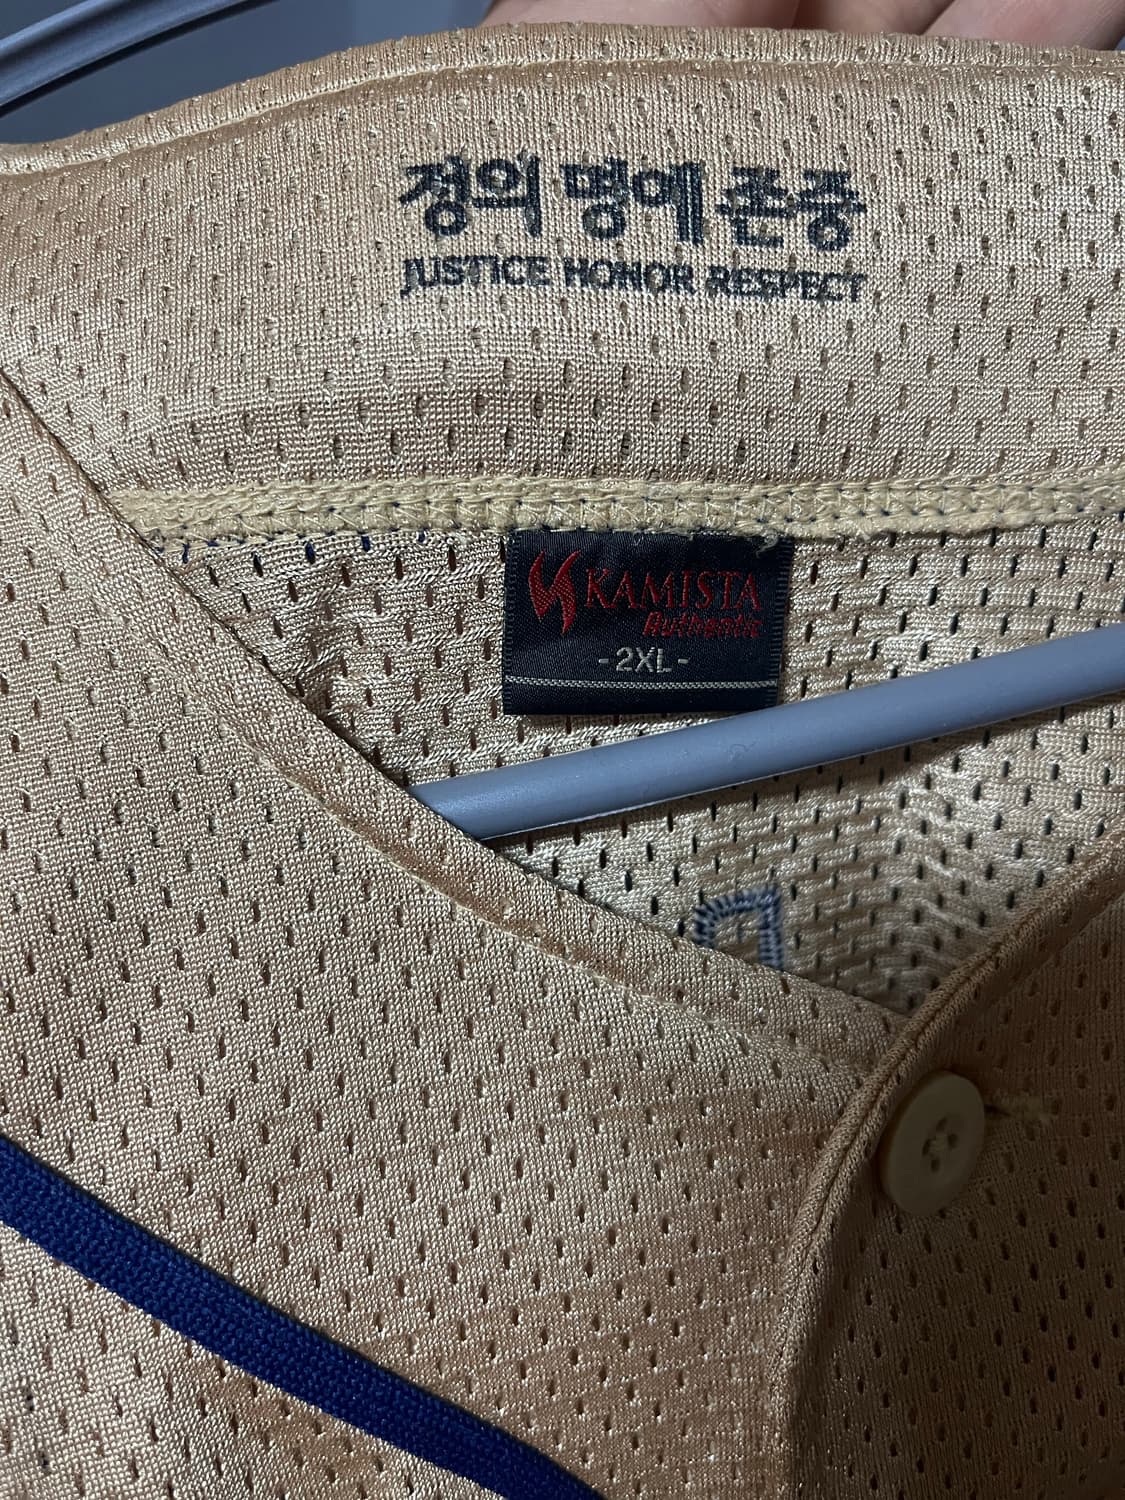 정의 명예 존중
JUSTICE HONOR RESPECT
KAMISTA
Authentic
-2XL-